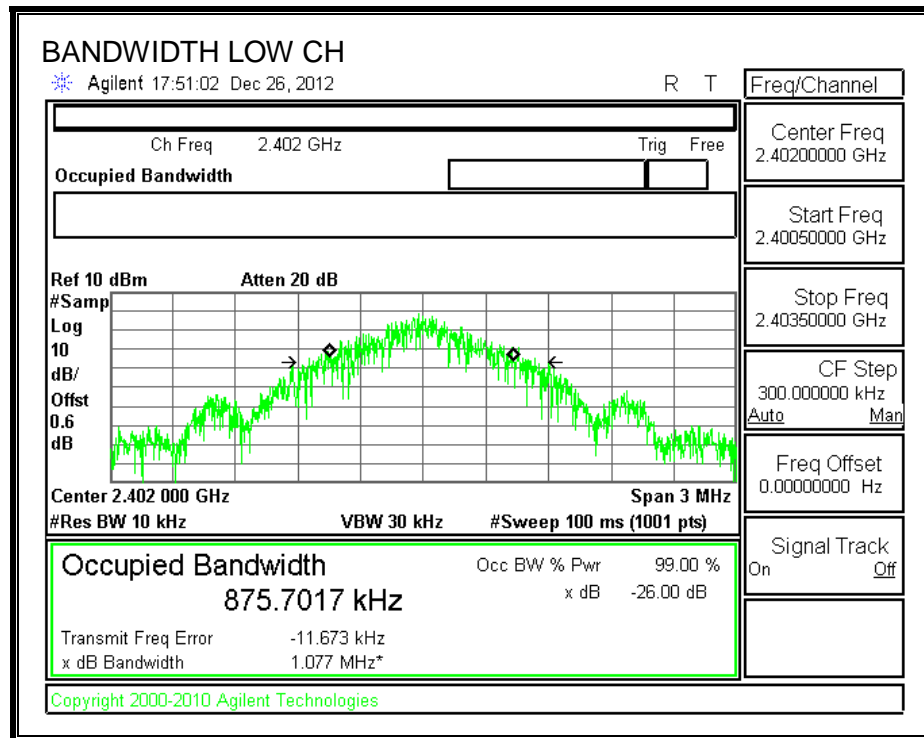 BANDWIDTH LOW CH
Agilent 17:51:02 Dec 26, 2012 R T
Freq/Channel
Ch Freq 2.402 GHz Trig Free
Occupied Bandwidth
Center Freq
2.40200000 GHz
Start Freq
2.40050000 GHz
Stop Freq
2.40350000 GHz
CF Step
300.000000 kHz
Auto Man
Freq Offset
0.00000000 Hz
Signal Track
On Off
Ref 10 dBm Atten 20 dB
#Samp
Log
10
dB/
Offst
0.6
dB
Center 2.402 000 GHz Span 3 MHz
#Res BW 10 kHz VBW 30 kHz #Sweep 100 ms (1001 pts)
Occupied Bandwidth
875.7017 kHz
Occ BW % Pwr 99.00 %
x dB -26.00 dB
Transmit Freq Error -11.673 kHz
x dB Bandwidth 1.077 MHz*
Copyright 2000-2010 Agilent Technologies